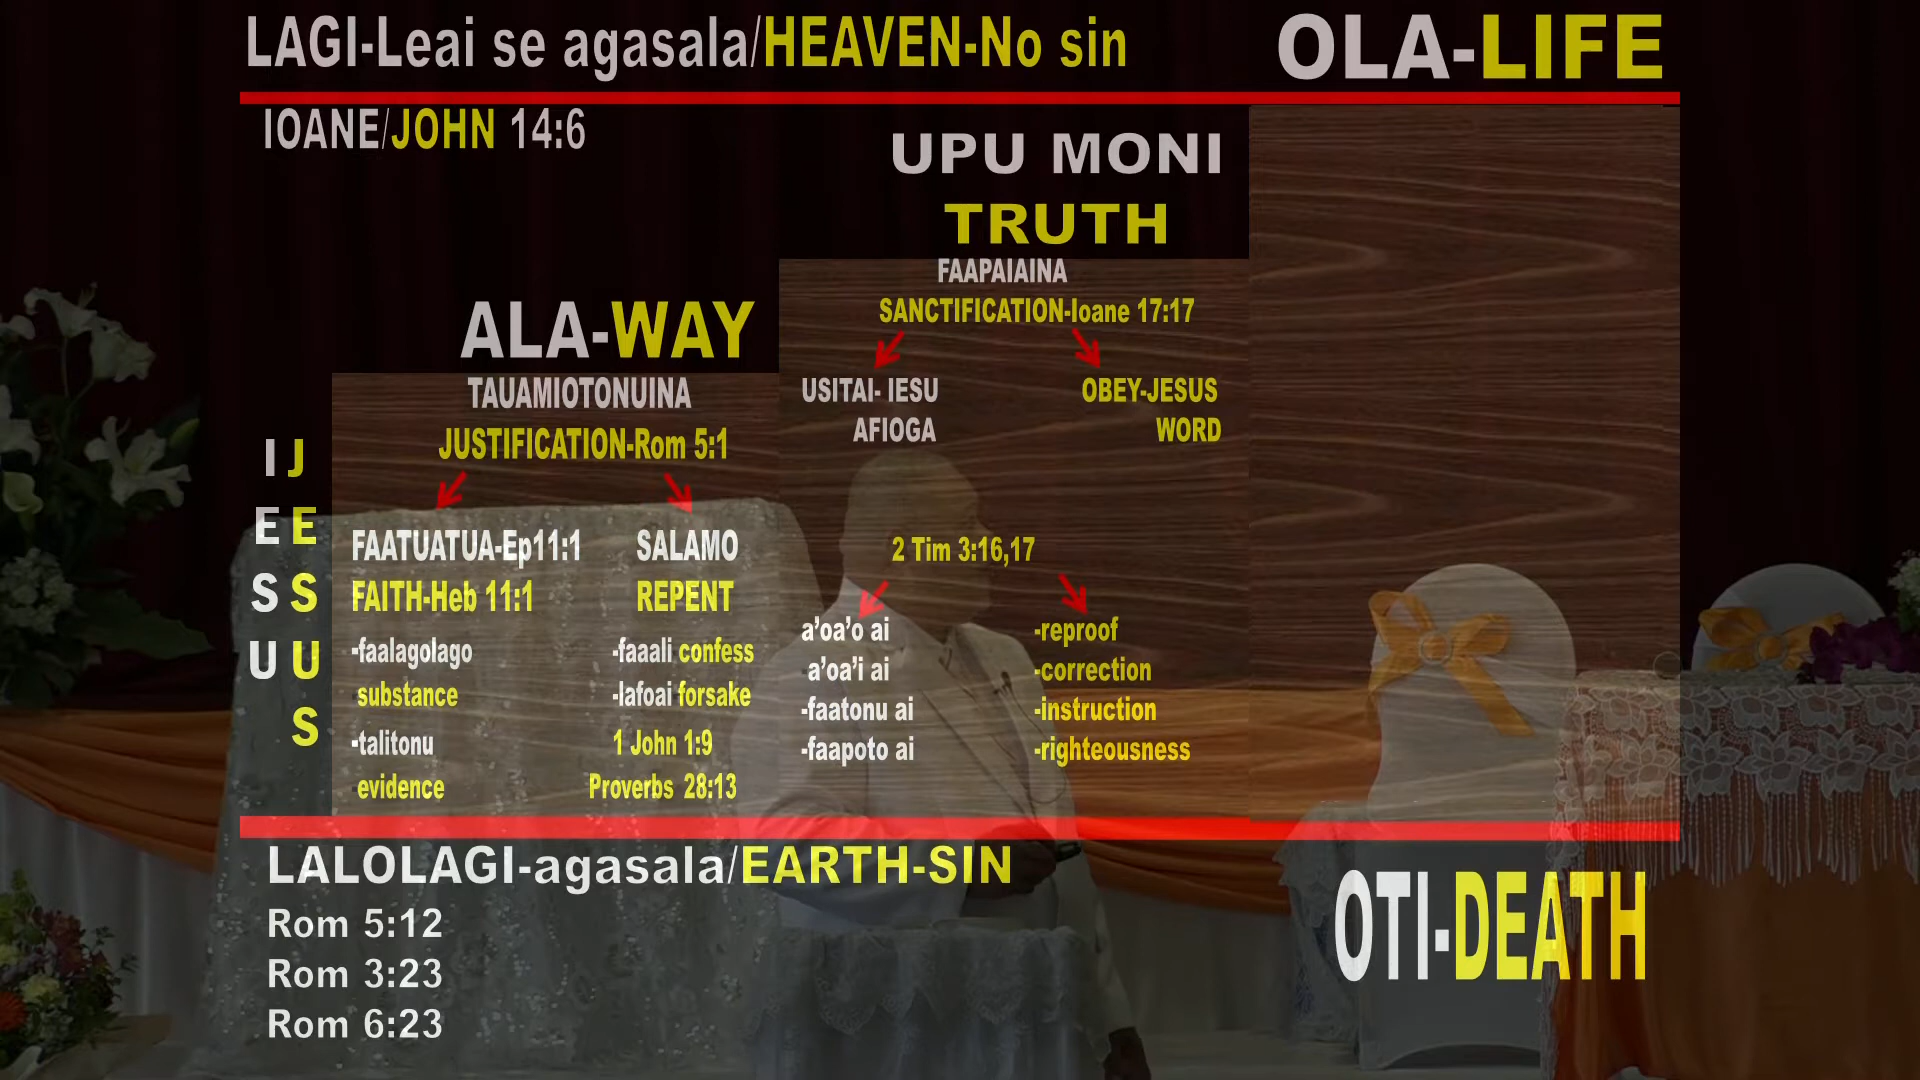 LAGI-Leai se agasala/HEAVEN-No sin
OLA-LIFE
IOANE/JOHN 14:6
UPU MONI
TRUTH
FAAPAIAINA
SANCTIFICATION-Ioane 17:17
USITAI- IESU
AFIOGA
OBEY-JESUS
WORD
2 Tim 3:16,17
a’oa’o ai
a’oa’i ai
-faatonu ai
-faapoto ai
-reproof
-correction
-instruction
-righteousness
ALA-WAY
TAUAMIOTONUINA
JUSTIFICATION-Rom 5:1
FAATUATUA-Ep11:1
FAITH-Heb 11:1
-faalagolago
substance
-talitonu
evidence
SALAMO
REPENT
-faaali confess
-lafoai forsake
1 John 1:9
Proverbs 28:13
I J
E E
S S
U U
S
LALOLAGI-agasala/EARTH-SIN
Rom 5:12
Rom 3:23
Rom 6:23
OTI-DEATH